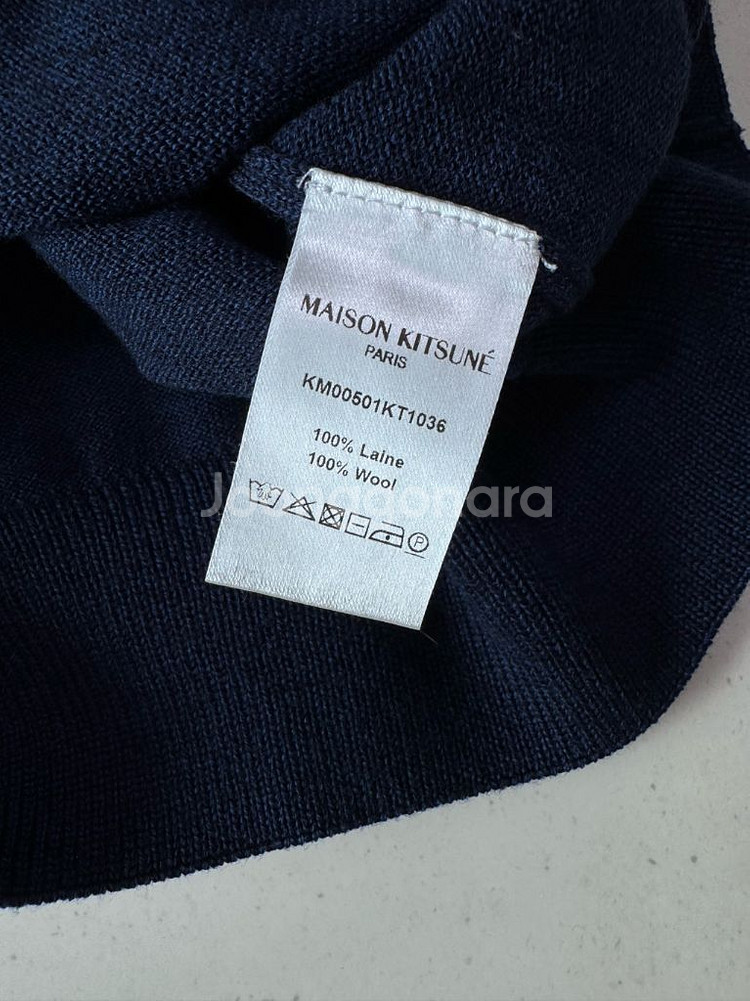 MAISON KITSUNÉ
PARIS
KM00501KT1036
100% Laine
100% Wool
P